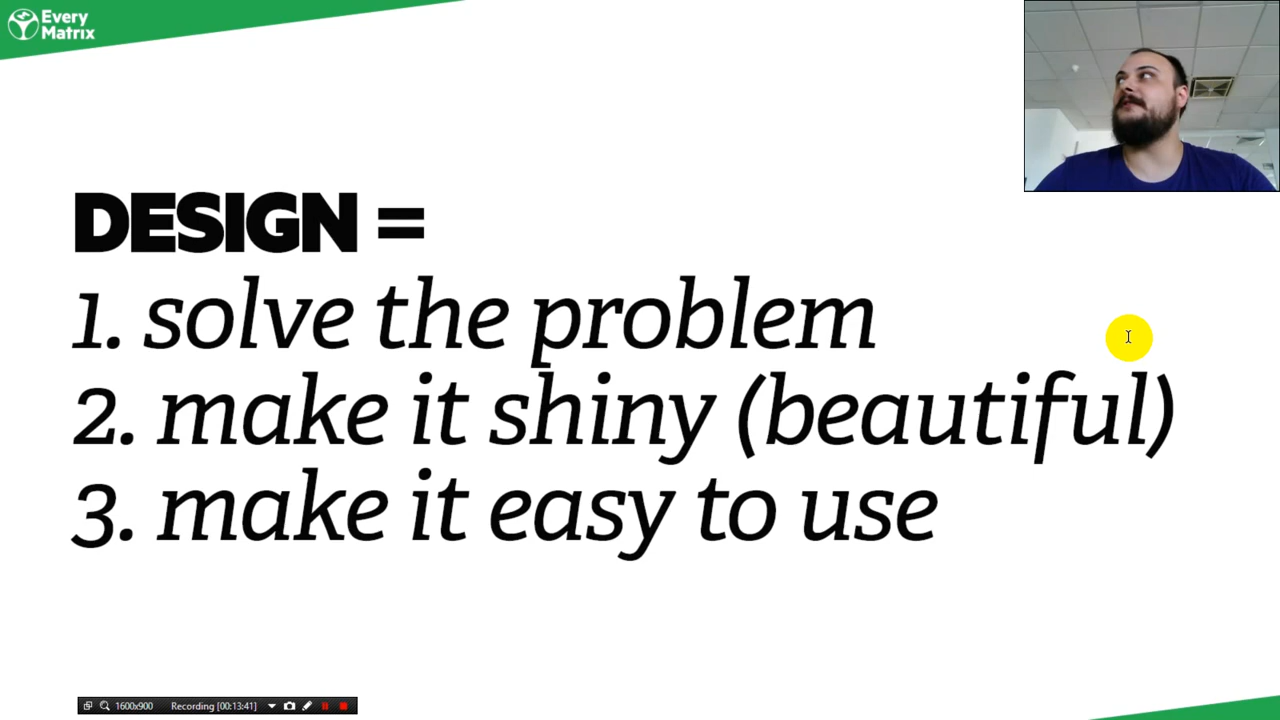 Every
Matrix
DESIGN =
1. solve the problem
2. make it shiny (beautiful)
3. make it easy to use
1600x900 Recording [00:13:41]